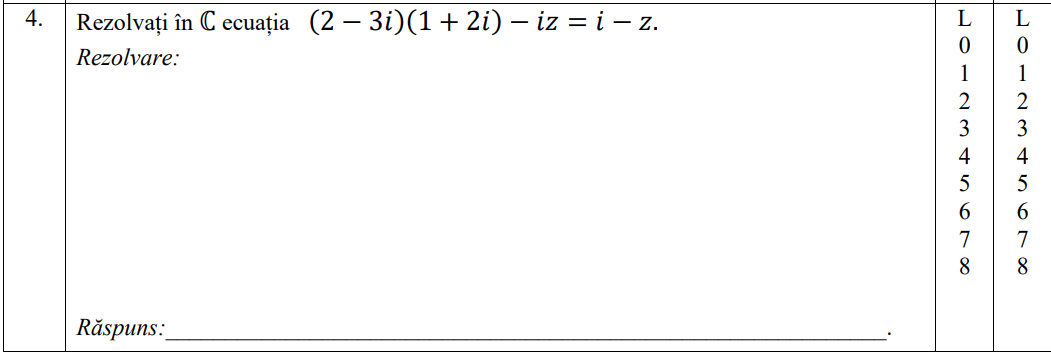 4. Rezolvați în ℂ ecuația (2 − 3i)(1 + 2i) − iz = i − z. L L
Rezolvare: 0 0
1 1
2 2
3 3
4 4
5 5
6 6
7 7
8 8
Răspuns:______________________________________________________________.